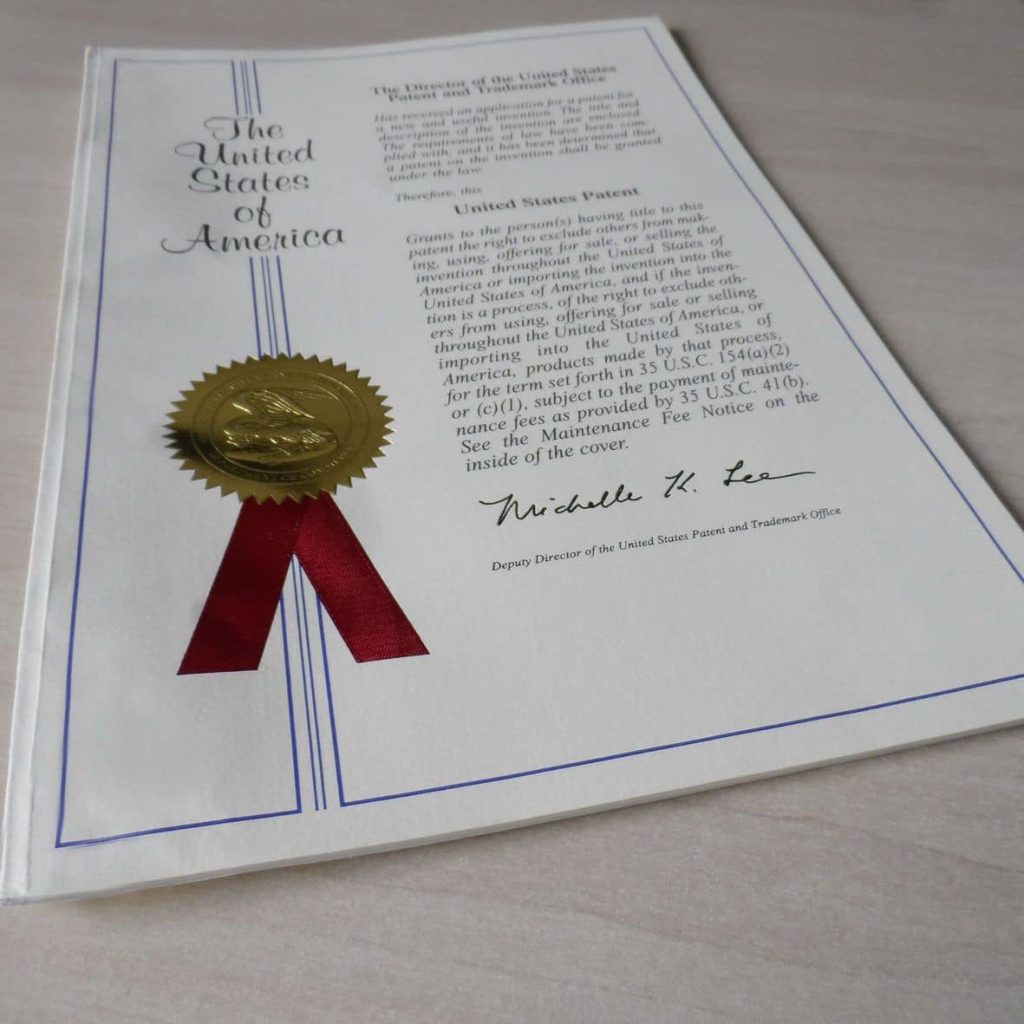 The
United
States
of
America
The Director of the United States
Patent and Trademark Office
Has received an application for a patent for
a new and useful invention. The title and
description of the invention are enclosed.
The requirements of law have been com-
plied with, and it has been determined that
a patent on the invention shall be granted
under the law.
Therefore, this
United States Patent
Grants to the person(s) having title to this
patent the right to exclude others from mak-
ing, using, offering for sale, or selling the
invention throughout the United States of
America or importing the invention into the
United States of America, and if the inven-
tion is a process, of the right to exclude oth-
ers from using, offering for sale or selling
throughout the United States of America, or
importing into the United States of
America, products made by that process,
for the term set forth in 35 U.S.C. 154(a)(2)
or (c)(1), subject to the payment of mainte-
nance fees as provided by 35 U.S.C. 41(b).
See the Maintenance Fee Notice on the
inside of the cover.
Michelle K. Lee
Deputy Director of the United States Patent and Trademark Office